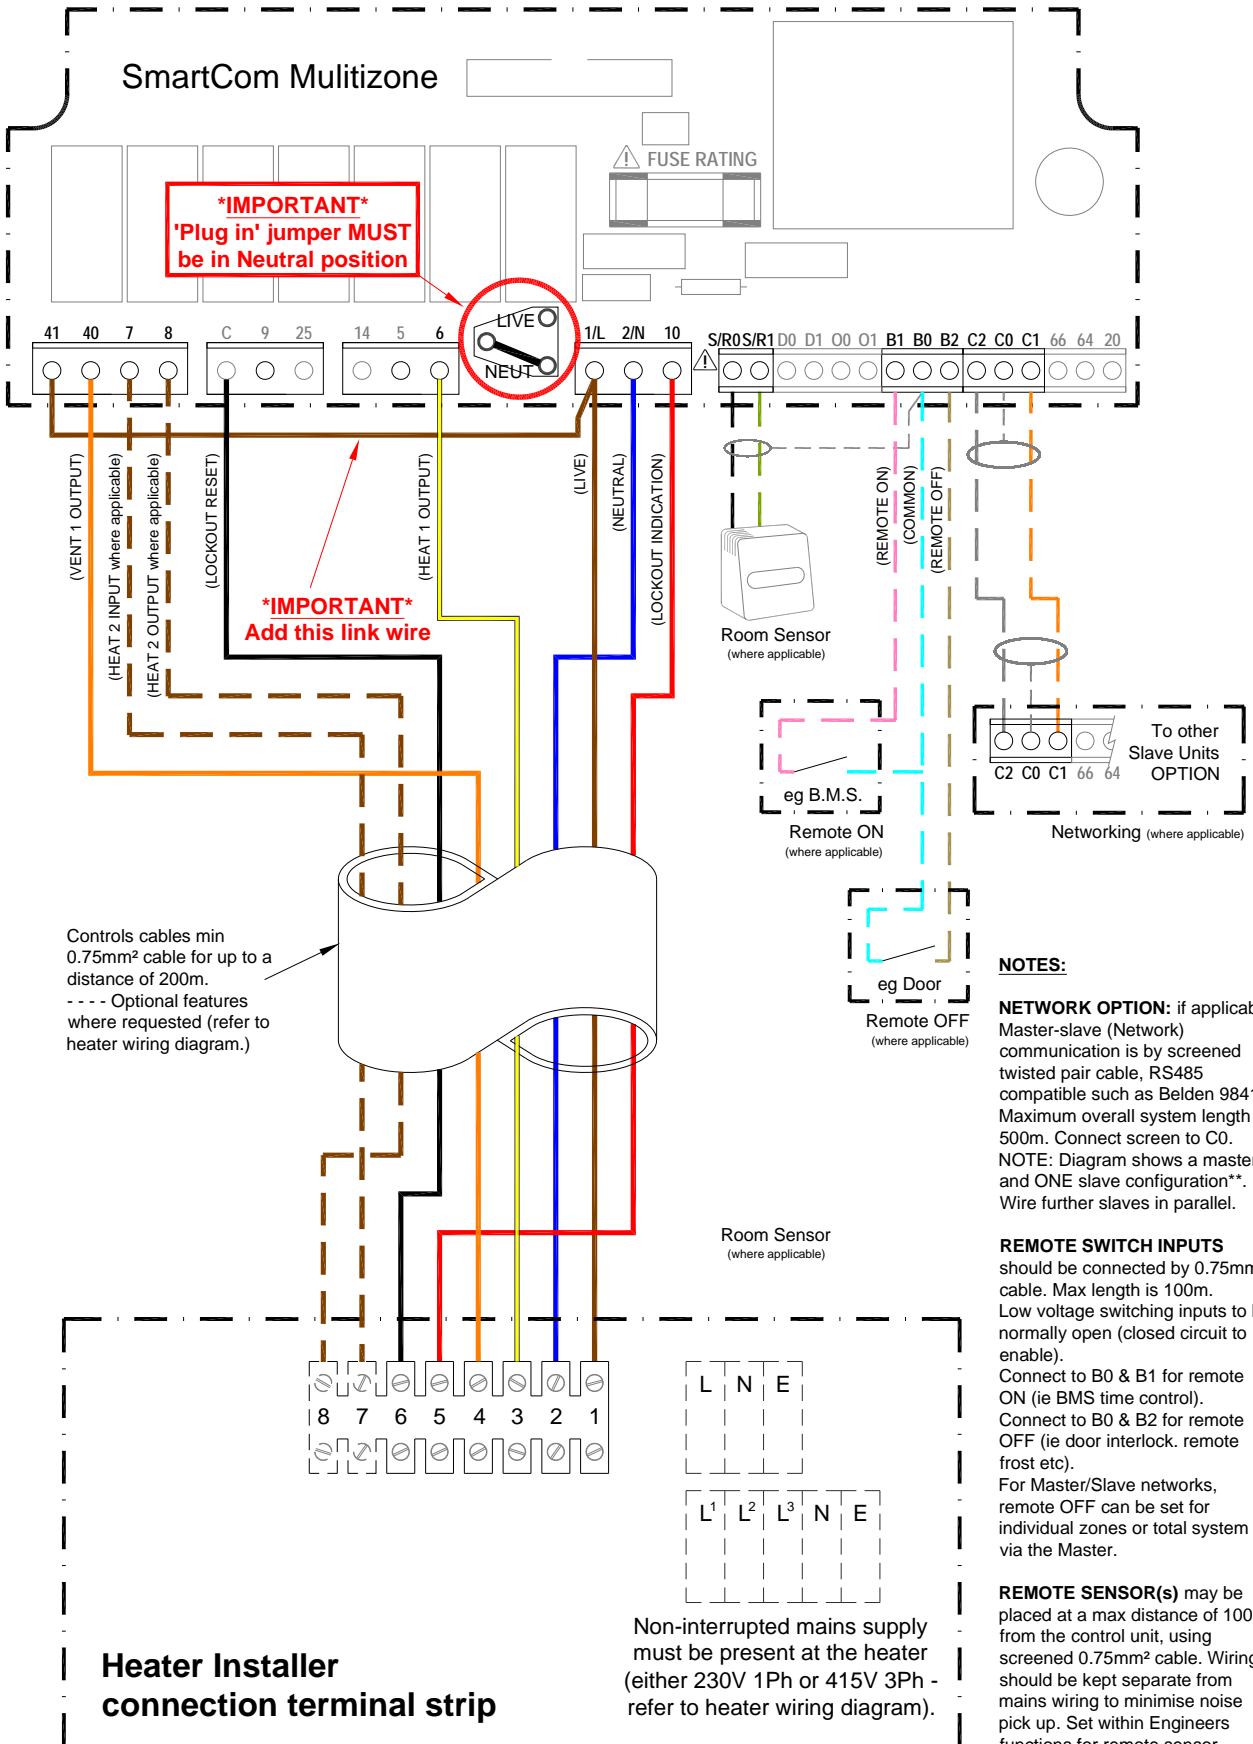 SmartCom Mulitizone
FUSE RATING
*IMPORTANT*
'Plug in' jumper MUST
be in Neutral position
LIVE
NEUT
41 40 7 8
C 9 25
14 5 6
1/L 2/N 10
S/R0 S/R1 D0 D1 O0 O1 B1 B0 B2 C2 C0 C1 66 64 20
(VENT 1 OUTPUT)
(HEAT 2 INPUT where applicable)
(HEAT 2 OUTPUT where applicable)
(LOCKOUT RESET)
(HEAT 1 OUTPUT)
(LIVE)
(NEUTRAL)
(LOCKOUT INDICATION)
(REMOTE ON)
(COMMON)
(REMOTE OFF)
*IMPORTANT*
Add this link wire
Room Sensor
(where applicable)
eg B.M.S.
Remote ON
(where applicable)
To other
Slave Units
OPTION
C2 C0 C1 66 64
Networking (where applicable)
eg Door
Remote OFF
(where applicable)
Controls cables min
0.75mm² cable for up to a
distance of 200m.
- - - - Optional features
where requested (refer to
heater wiring diagram.)
NOTES:
NETWORK OPTION: if applicab
Master-slave (Network)
communication is by screened
twisted pair cable, RS485
compatible such as Belden 984
Maximum overall system length
500m. Connect screen to C0.
NOTE: Diagram shows a master
and ONE slave configuration**.
Wire further slaves in parallel.
REMOTE SWITCH INPUTS
should be connected by 0.75m
cable. Max length is 100m.
Low voltage switching inputs to
normally open (closed circuit to
enable).
Connect to B0 & B1 for remote
ON (ie BMS time control).
Connect to B0 & B2 for remote
OFF (ie door interlock. remote
frost etc).
For Master/Slave networks,
remote OFF can be set for
individual zones or total system
via the Master.
REMOTE SENSOR(s) may be
placed at a max distance of 100
from the control unit, using
screened 0.75mm² cable. Wiring
should be kept separate from
mains wiring to minimise noise
pick up. Set within Engineers
functions for remote sensor
Room Sensor
(where applicable)
8 7 6 5 4 3 2 1
L N E
L1 L2 L3 N E
Non-interrupted mains supply
must be present at the heater
(either 230V 1Ph or 415V 3Ph -
refer to heater wiring diagram).
Heater Installer
connection terminal strip